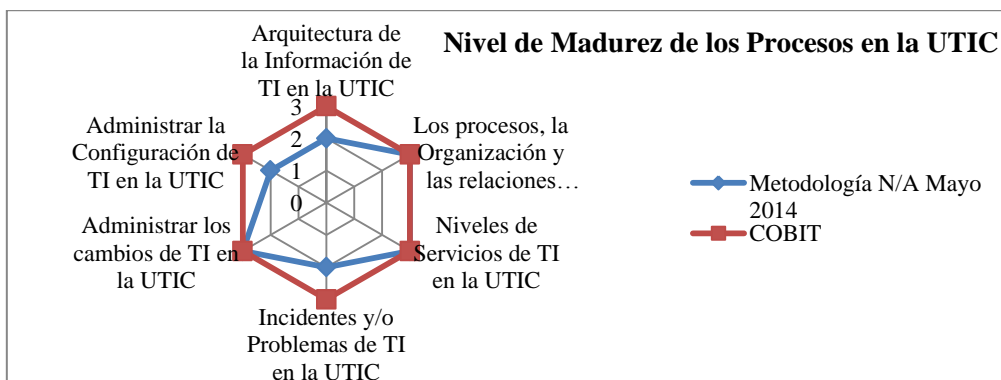 Nivel de Madurez de los Procesos en la UTIC
Arquitectura de
la Información de
TI en la UTIC
Los procesos, la
Organización y
las relaciones…
Niveles de
Servicios de TI
en la UTIC
Incidentes y/o
Problemas de TI
en la UTIC
Administrar los
cambios de TI en
la UTIC
Administrar la
Configuración de
TI en la UTIC
3
2
1
0
Metodología N/A Mayo
2014
COBIT